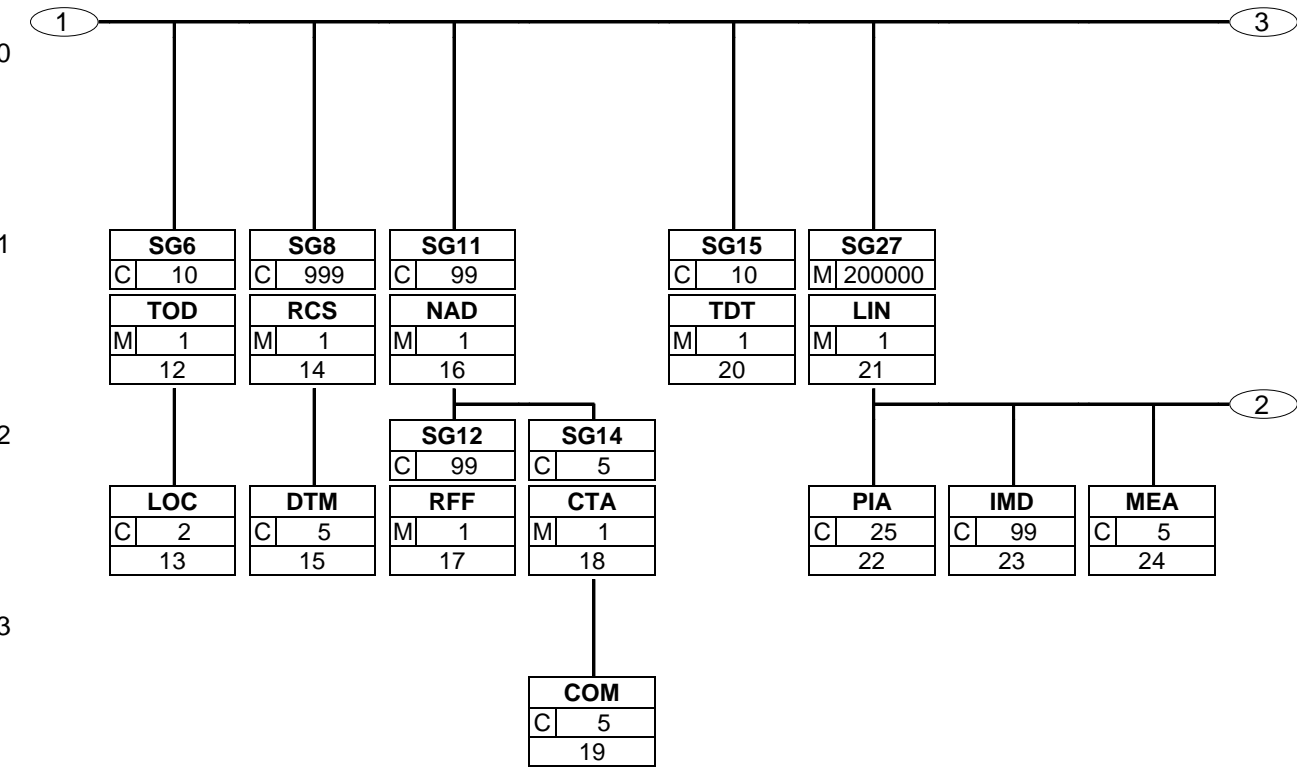 1 3
0
1
SG6 SG8 SG11 SG15 SG27
C 10 C 999 C 99 C 10 M 200000
TOD RCS NAD TDT LIN
M 1 M 1 M 1 M 1 M 1
12 14 16 20 21
2
2
SG12 SG14
C 99 C 5
LOC DTM RFF CTA PIA IMD MEA
C 2 C 5 M 1 M 1 C 25 C 99 C 5
13 15 17 18 22 23 24
3
COM
C 5
19